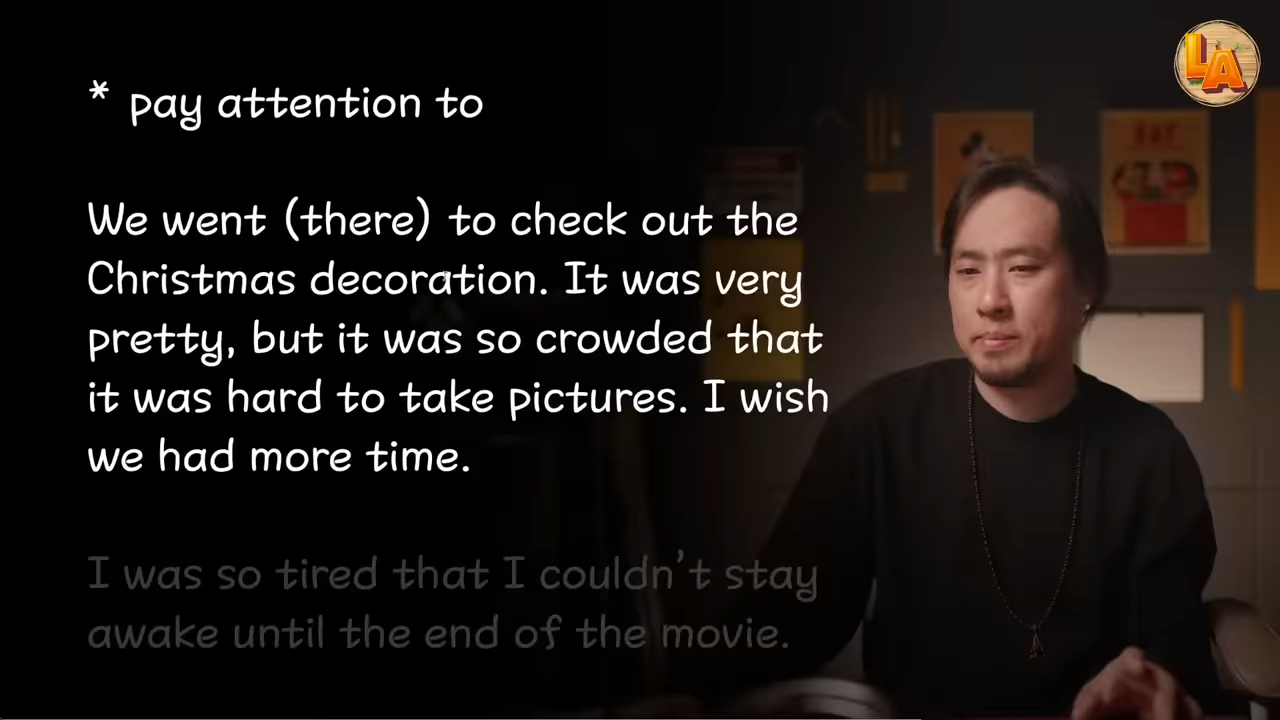 * pay attention to
We went (there) to check out the
Christmas decoration. It was very
pretty, but it was so crowded that
it was hard to take pictures. I wish
we had more time.
I was so tired that I couldn't stay
awake until the end of the movie.
LA
EAT